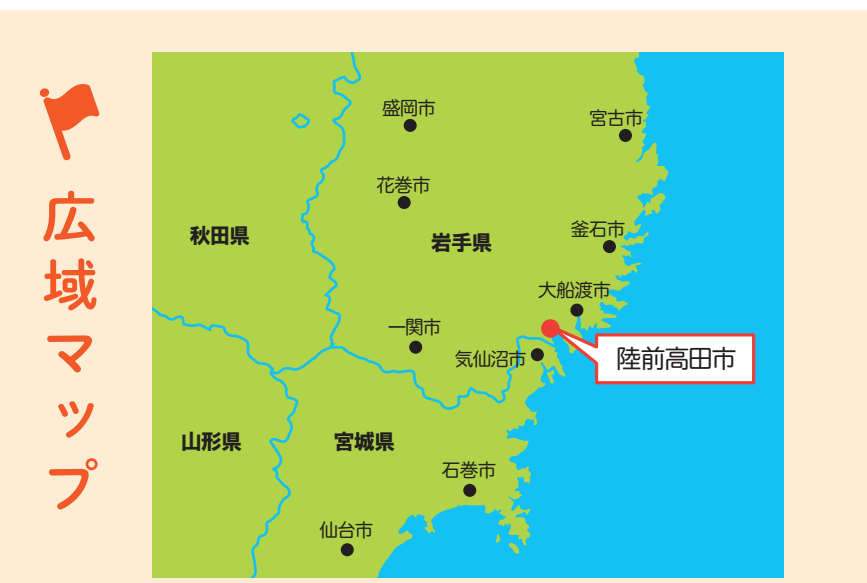 広域マップ
盛岡市
宮古市
花巻市
秋田県
岩手県
釜石市
大船渡市
一関市
気仙沼市
陸前高田市
山形県
宮城県
石巻市
仙台市